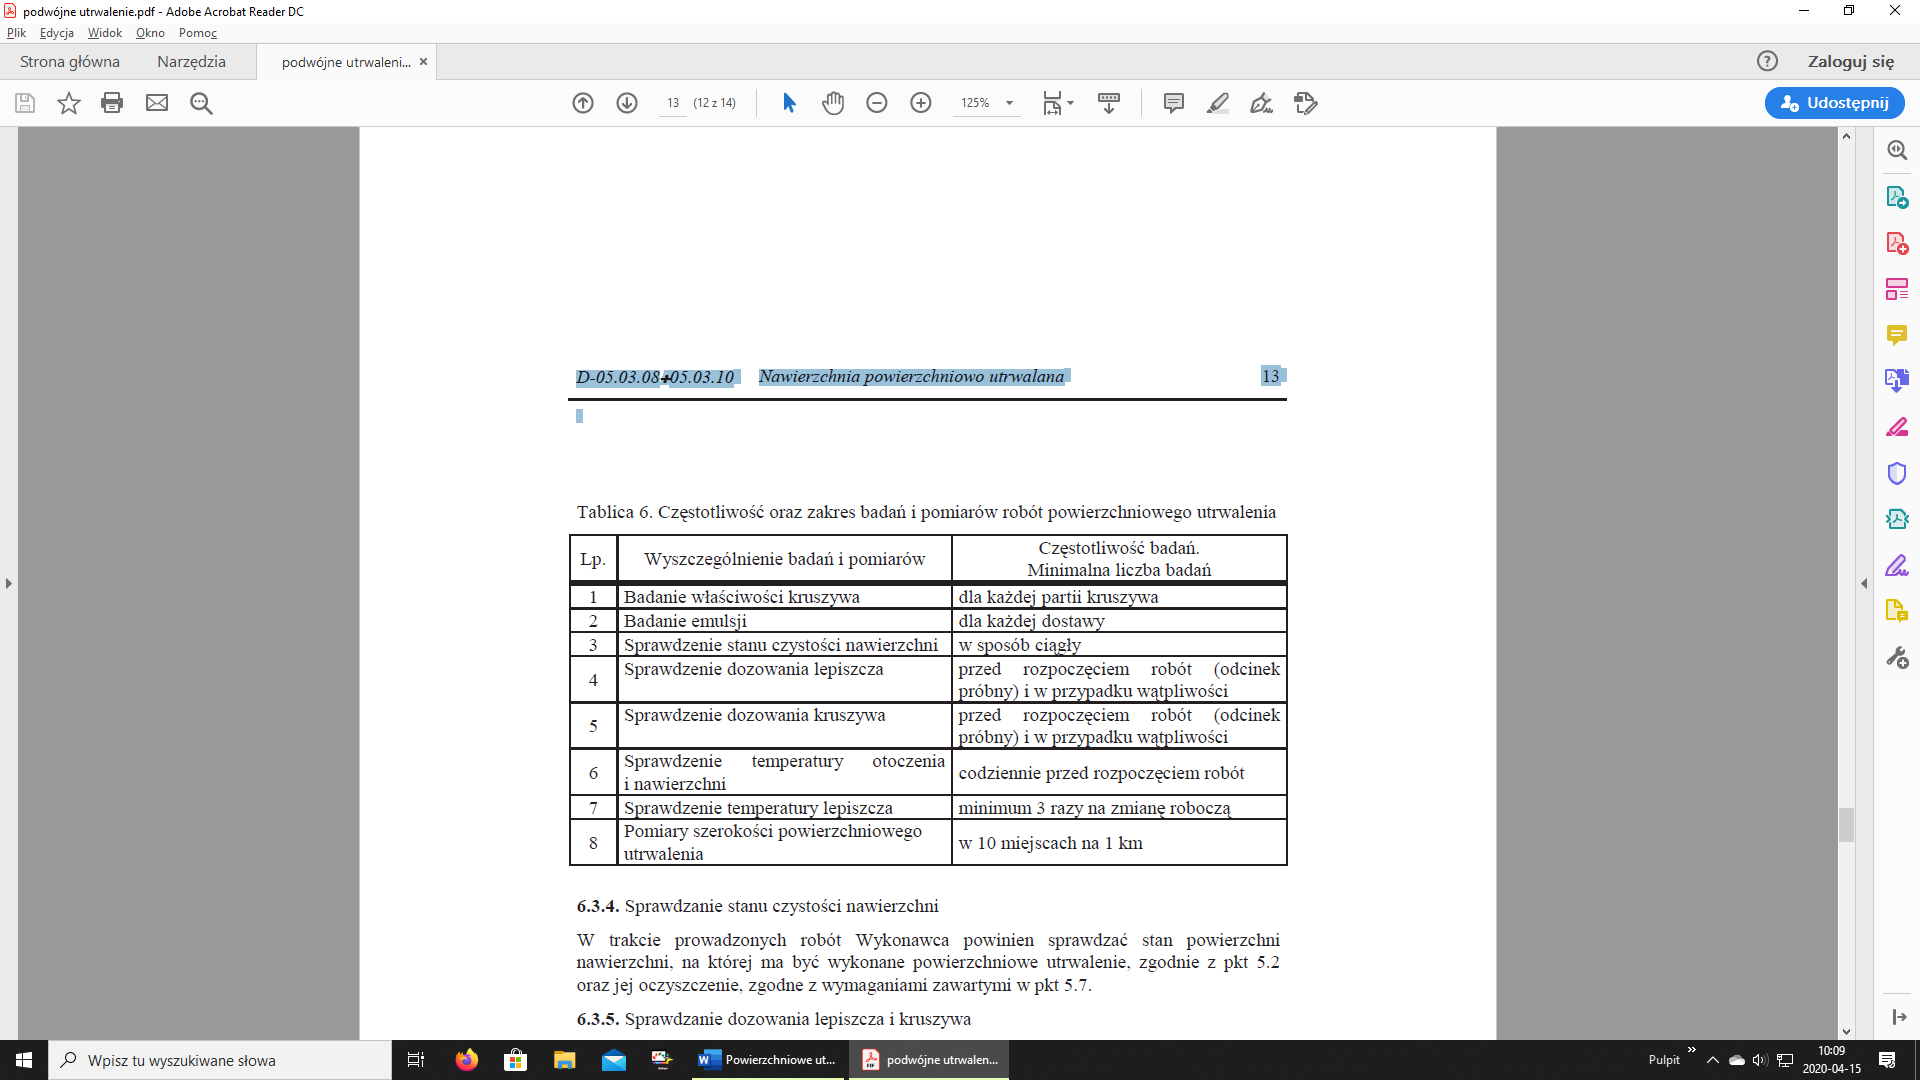 podwójne utrwalenie.pdf - Adobe Acrobat Reader DC
Plik Edycja Widok Okno Pomoc
Strona główna Narzędzia podwójne utrwaleni... × Zaloguj się
13 (12 z 14) 125% Udostępnij
D-05.03.08÷05.03.10 Nawierzchnia powierzchniowo utrwalana 13
Tablica 6. Częstotliwość oraz zakres badań i pomiarów robót powierzchniowego utrwalenia
Lp. Wyszczególnienie badań i pomiarów Częstotliwość badań.
Minimalna liczba badań
1 Badanie właściwości kruszywa dla każdej partii kruszywa
2 Badanie emulsji dla każdej dostawy
3 Sprawdzenie stanu czystości nawierzchni w sposób ciągły
4 Sprawdzenie dozowania lepiszcza przed rozpoczęciem robót (odcinek
próbny) i w przypadku wątpliwości
5 Sprawdzenie dozowania kruszywa przed rozpoczęciem robót (odcinek
próbny) i w przypadku wątpliwości
6 Sprawdzenie temperatury otoczenia
i nawierzchni codziennie przed rozpoczęciem robót
7 Sprawdzenie temperatury lepiszcza minimum 3 razy na zmianę roboczą
8 Pomiary szerokości powierzchniowego
utrwalenia w 10 miejscach na 1 km
6.3.4. Sprawdzanie stanu czystości nawierzchni
W trakcie prowadzonych robót Wykonawca powinien sprawdzać stan powierzchni
nawierzchni, na której ma być wykonane powierzchniowe utrwalenie, zgodnie z pkt 5.2
oraz jej oczyszczenie, zgodne z wymaganiami zawartymi w pkt 5.7.
6.3.5. Sprawdzanie dozowania lepiszcza i kruszywa
Wpisz tu wyszukiwane słowa Powierzchniowe ut... podwójne utrwalen... Pulpit 10:09
2020-04-15